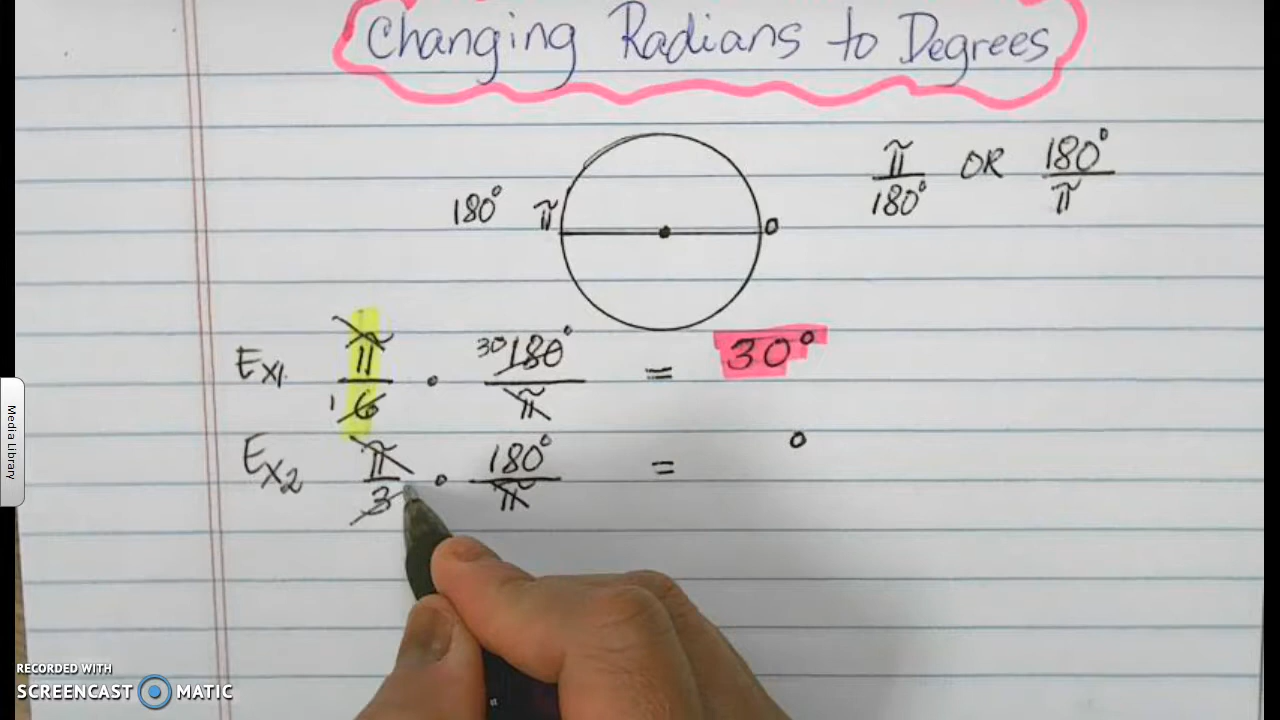 Changing Radians to Degrees
π/180° OR 180°/π
180° π 0
Ex1 π/6 · 180°/π = 30°
30
1
Ex2 π/3 · 180°/π = °
Media Library
RECORDED WITH
SCREENCAST MATIC